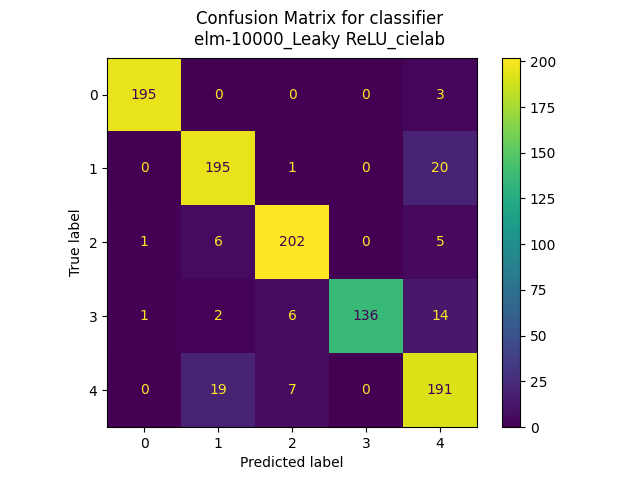 Confusion Matrix for classifier
elm-10000_Leaky ReLU_cielab
True label
0 195 0 0 0 3
1 0 195 1 0 20
2 1 6 202 0 5
3 1 2 6 136 14
4 0 19 7 0 191
0 1 2 3 4
Predicted label
200
175
150
125
100
75
50
25
0